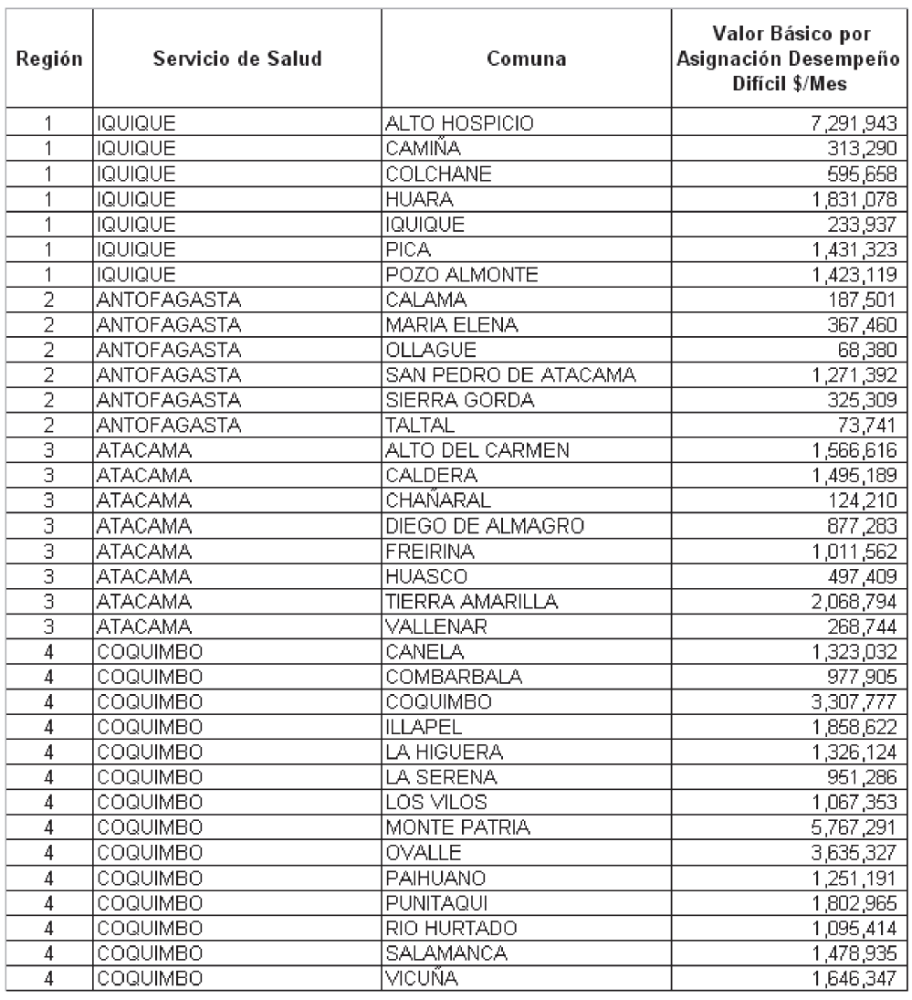 Región Servicio de Salud Comuna Valor Básico por Asignación Desempeño Difícil $/Mes
1 IQUIQUE ALTO HOSPICIO 7,291,943
1 IQUIQUE CAMIÑA 313,290
1 IQUIQUE COLCHANE 595,658
1 IQUIQUE HUARA 1,831,078
1 IQUIQUE IQUIQUE 233,937
1 IQUIQUE PICA 1,431,323
1 IQUIQUE POZO ALMONTE 1,423,119
2 ANTOFAGASTA CALAMA 187,501
2 ANTOFAGASTA MARIA ELENA 367,460
2 ANTOFAGASTA OLLAGUE 68,380
2 ANTOFAGASTA SAN PEDRO DE ATACAMA 1,271,392
2 ANTOFAGASTA SIERRA GORDA 325,309
2 ANTOFAGASTA TALTAL 73,741
3 ATACAMA ALTO DEL CARMEN 1,566,616
3 ATACAMA CALDERA 1,495,189
3 ATACAMA CHAÑARAL 124,210
3 ATACAMA DIEGO DE ALMAGRO 877,283
3 ATACAMA FREIRINA 1,011,562
3 ATACAMA HUASCO 497,409
3 ATACAMA TIERRA AMARILLA 2,068,794
3 ATACAMA VALLENAR 268,744
4 COQUIMBO CANELA 1,323,032
4 COQUIMBO COMBARBALA 977,905
4 COQUIMBO COQUIMBO 3,307,777
4 COQUIMBO ILLAPEL 1,858,622
4 COQUIMBO LA HIGUERA 1,326,124
4 COQUIMBO LA SERENA 951,286
4 COQUIMBO LOS VILOS 1,067,353
4 COQUIMBO MONTE PATRIA 5,767,291
4 COQUIMBO OVALLE 3,635,327
4 COQUIMBO PAIHUANO 1,251,191
4 COQUIMBO PUNITAQUI 1,802,965
4 COQUIMBO RIO HURTADO 1,095,414
4 COQUIMBO SALAMANCA 1,478,935
4 COQUIMBO VICUÑA 1,646,347